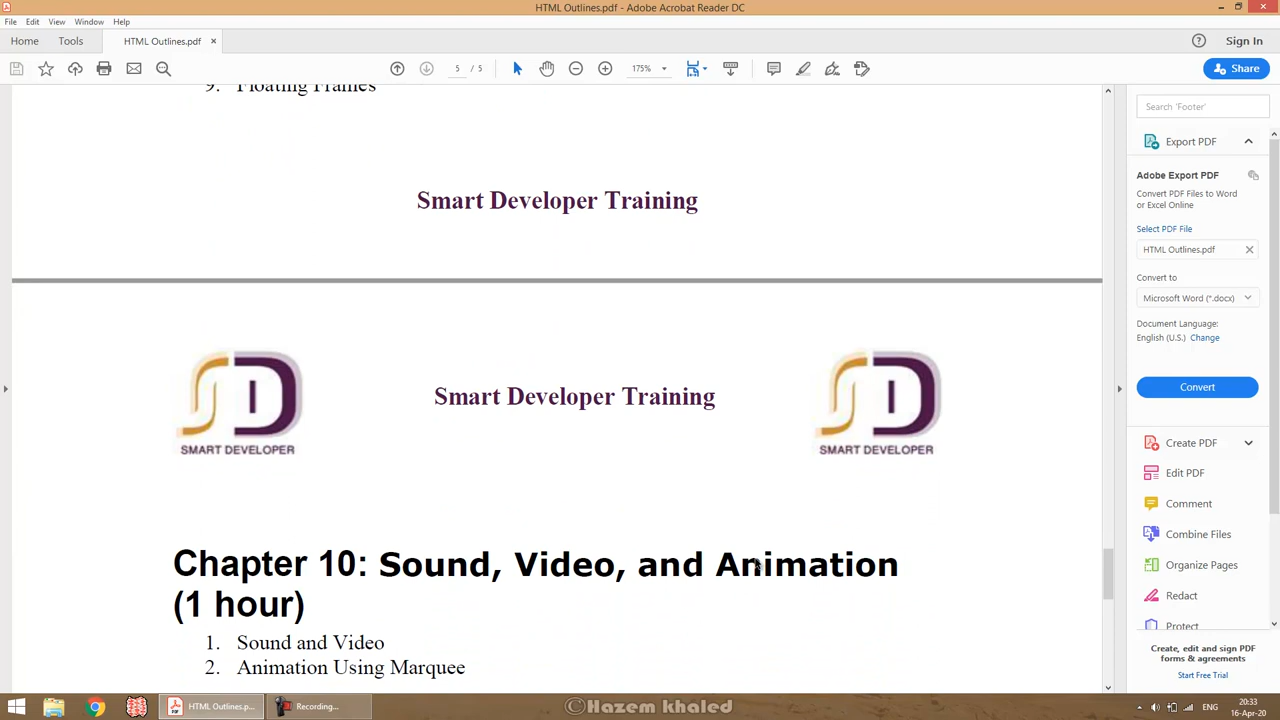 HTML Outlines.pdf - Adobe Acrobat Reader DC
File Edit View Window Help
Home Tools HTML Outlines.pdf × Sign In
5 / 5 175% Share
9. Floating Frames
Smart Developer Training
SMART DEVELOPER
Smart Developer Training
SMART DEVELOPER
Chapter 10: Sound, Video, and Animation
(1 hour)
1. Sound and Video
2. Animation Using Marquee
Search 'Footer'
Export PDF
Adobe Export PDF
Convert PDF Files to Word
or Excel Online
Select PDF File
HTML Outlines.pdf
Convert to
Microsoft Word (*.docx)
Document Language:
English (U.S.) Change
Convert
Create PDF
Edit PDF
Comment
Combine Files
Organize Pages
Redact
Protect
Create, edit and sign PDF
forms & agreements
Start Free Trial
HTML Outlines.p...
Recording...
©Hazem khaled
ENG
20:33
16-Apr-20